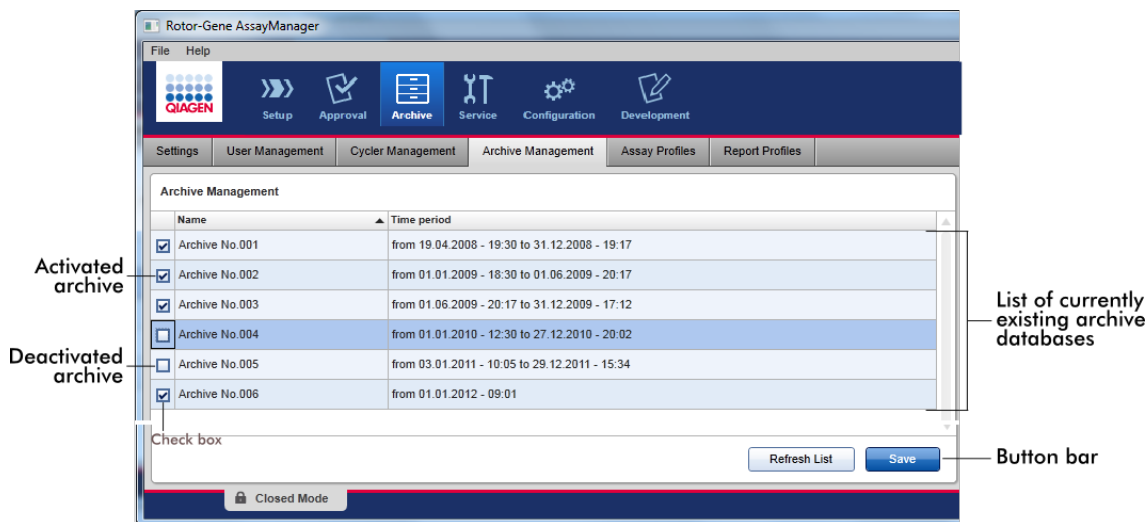 Rotor-Gene AssayManager
File Help
QIAGEN
Setup Approval Archive Service Configuration Development
Settings User Management Cycler Management Archive Management Assay Profiles Report Profiles
Archive Management
Name Time period
Archive No.001 from 19.04.2008 - 19:30 to 31.12.2008 - 19:17
Activated archive
Archive No.002 from 01.01.2009 - 18:30 to 01.06.2009 - 20:17
Archive No.003 from 01.06.2009 - 20:17 to 31.12.2009 - 17:12
List of currently existing archive databases
Archive No.004 from 01.01.2010 - 12:30 to 27.12.2010 - 20:02
Deactivated archive
Archive No.005 from 03.01.2011 - 10:05 to 29.12.2011 - 15:34
Archive No.006 from 01.01.2012 - 09:01
Check box
Refresh List Save
Button bar
Closed Mode